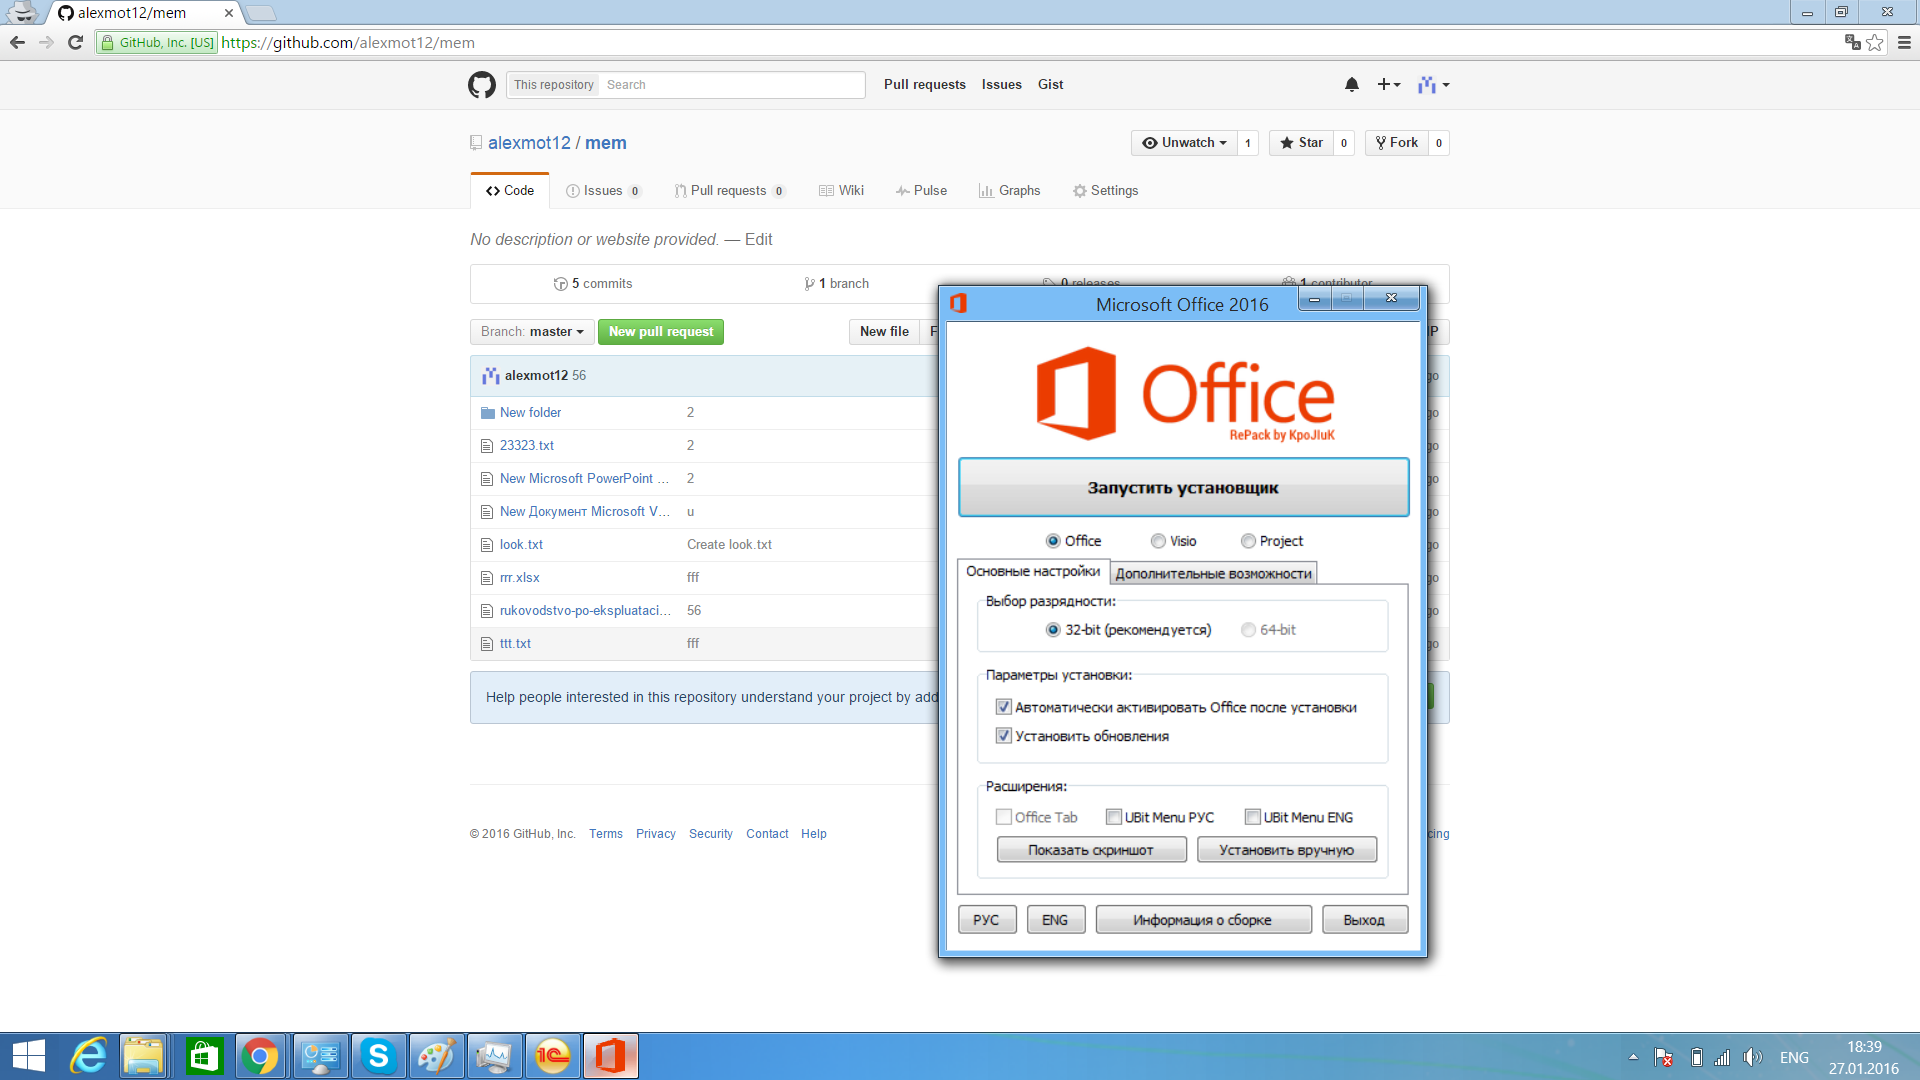 alexmot12/mem
GitHub, Inc. [US] https://github.com/alexmot12/mem
This repository Search Pull requests Issues Gist
alexmot12 / mem Unwatch 1 Star 0 Fork 0
Code Issues 0 Pull requests 0 Wiki Pulse Graphs Settings
No description or website provided. — Edit
5 commits 1 branch 0 releases 1 contributor
Branch: master New pull request New file F
alexmot12 56
New folder 2
23323.txt 2
New Microsoft PowerPoint ... 2
New Документ Microsoft V... u
look.txt Create look.txt
rrr.xlsx fff
rukovodstvo-po-ekspluataci... 56
ttt.txt fff
Help people interested in this repository understand your project by add
© 2016 GitHub, Inc. Terms Privacy Security Contact Help
Microsoft Office 2016
Office
RePack by KpoJIuK
Запустить установщик
Office Visio Project
Основные настройки Дополнительные возможности
Выбор разрядности:
32-bit (рекомендуется) 64-bit
Параметры установки:
Автоматически активировать Office после установки
Установить обновления
Расширения:
Office Tab UBit Menu РУС UBit Menu ENG
Показать скриншот Установить вручную
РУС ENG Информация о сборке Выход
ENG
18:39
27.01.2016